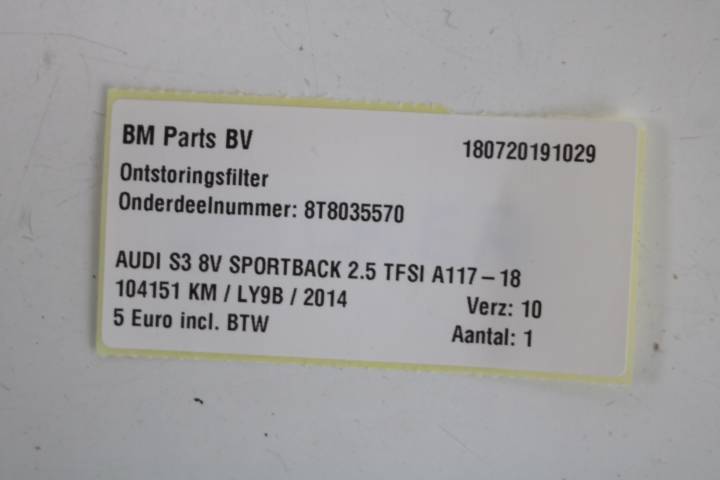 BM Parts BV 180720191029
Ontstoringsfilter
Onderdeelnummer: 8T8035570
AUDI S3 8V SPORTBACK 2.5 TFSI A117-18
104151 KM / LY9B / 2014 Verz: 10
5 Euro incl. BTW Aantal: 1